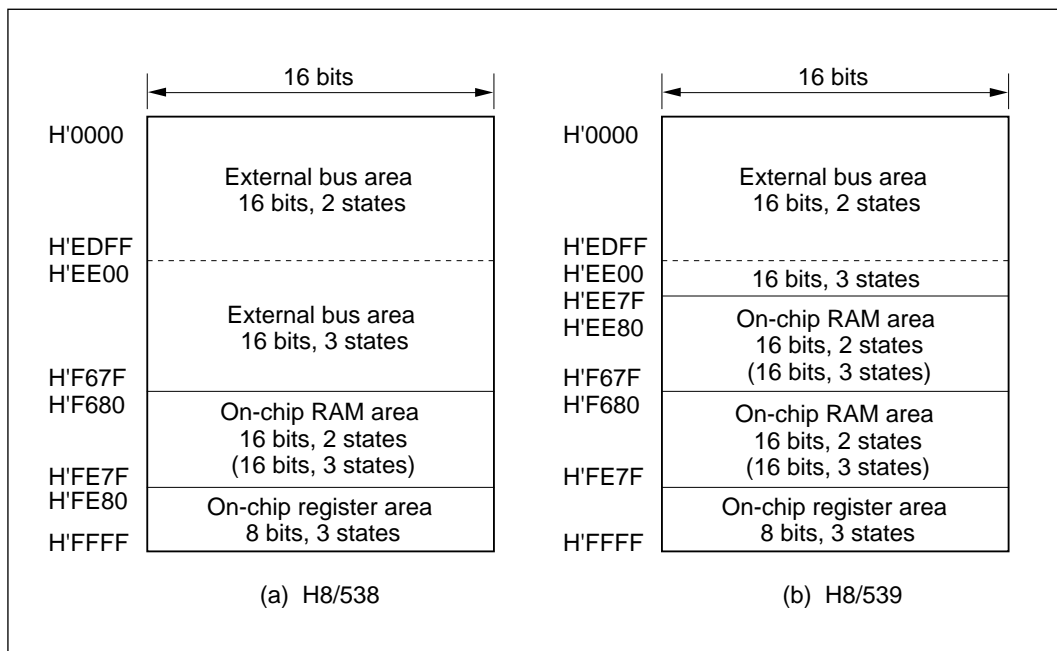 16 bits
H'0000
External bus area
16 bits, 2 states
H'EDFF
H'EE00
External bus area
16 bits, 3 states
H'F67F
H'F680
On-chip RAM area
16 bits, 2 states
(16 bits, 3 states)
H'FE7F
H'FE80
On-chip register area
8 bits, 3 states
H'FFFF
(a) H8/538
16 bits
H'0000
External bus area
16 bits, 2 states
H'EDFF
H'EE00
16 bits, 3 states
H'EE7F
H'EE80
On-chip RAM area
16 bits, 2 states
(16 bits, 3 states)
H'F67F
H'F680
On-chip RAM area
16 bits, 2 states
(16 bits, 3 states)
H'FE7F
On-chip register area
8 bits, 3 states
H'FFFF
(b) H8/539